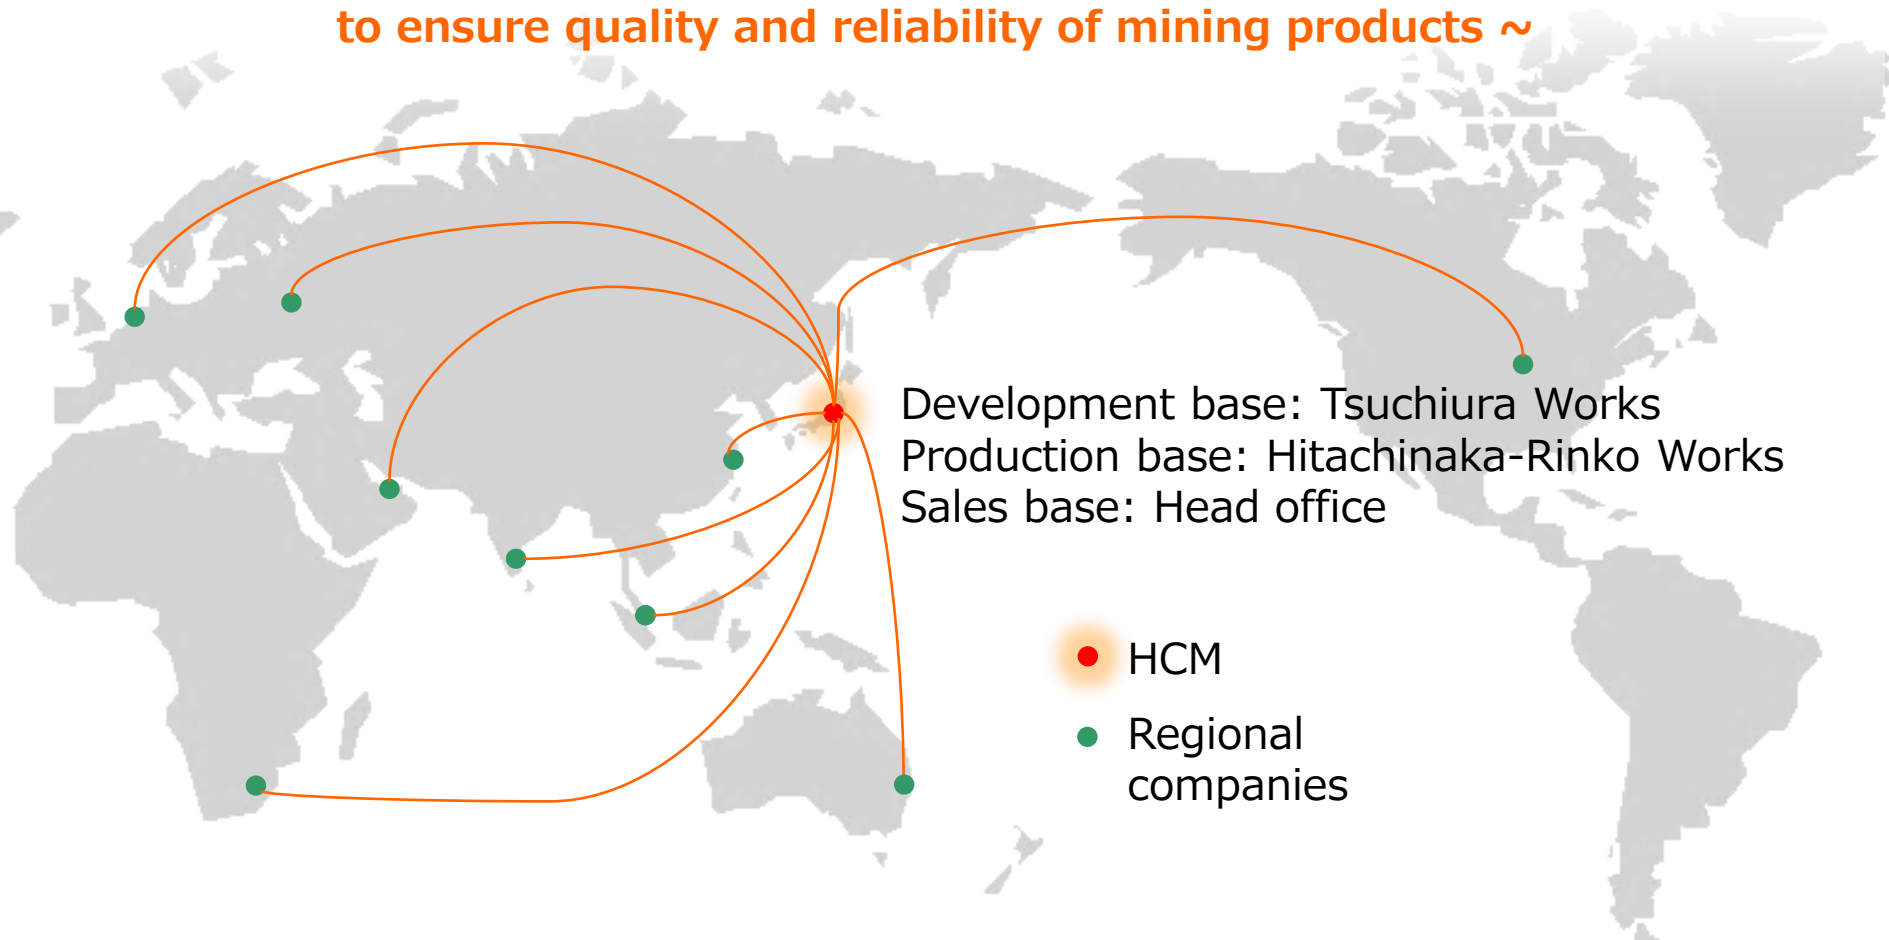 to ensure quality and reliability of mining products ~
Development base: Tsuchiura Works
Production base: Hitachinaka-Rinko Works
Sales base: Head office
HCM
Regional
companies